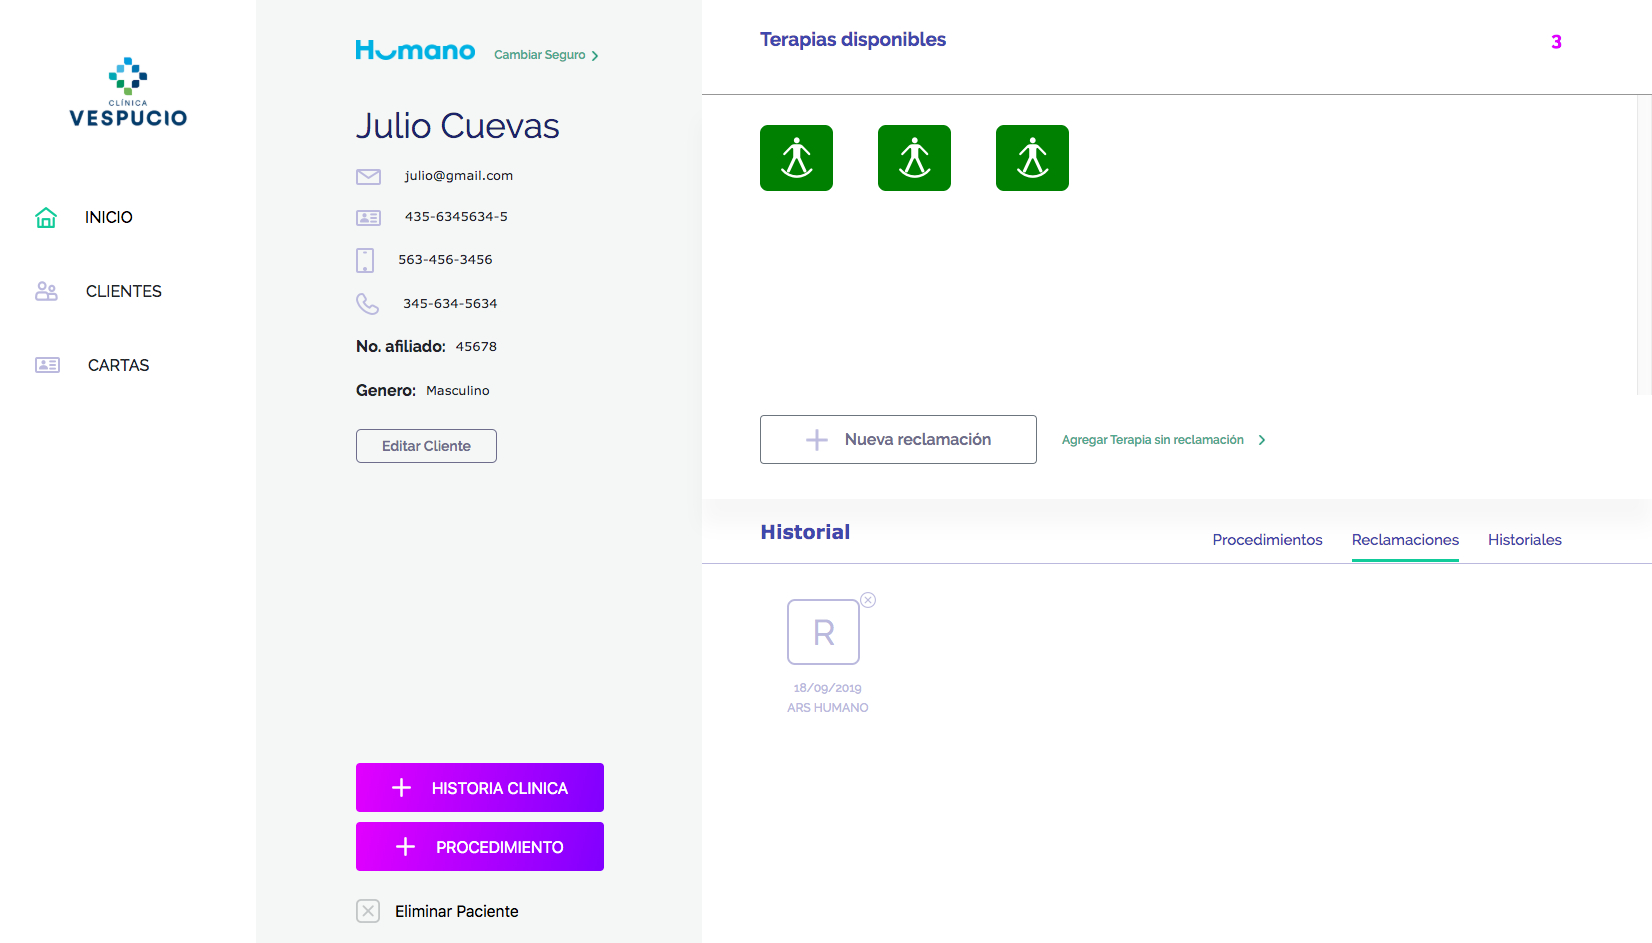 CLÍNICA
VESPUCIO
INICIO
CLIENTES
CARTAS
Humano
Cambiar Seguro
Julio Cuevas
julio@gmail.com
435-6345634-5
563-456-3456
345-634-5634
No. afiliado: 45678
Genero: Masculino
Editar Cliente
HISTORIA CLINICA
PROCEDIMIENTO
Eliminar Paciente
Terapias disponibles
3
Nueva reclamación
Agregar Terapia sin reclamación
Historial
Procedimientos
Reclamaciones
Historiales
R
18/09/2019
ARS HUMANO